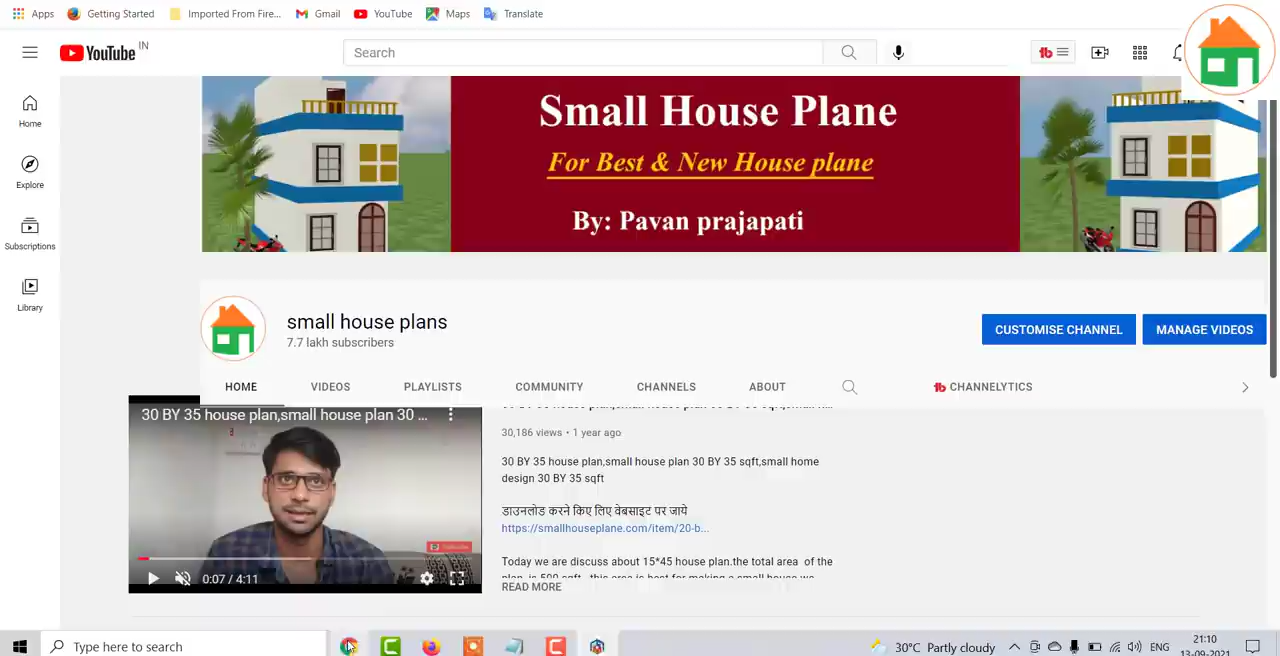 Apps Getting Started Imported From Fire... Gmail YouTube Maps Translate
YouTube IN
Search
Home
Explore
Subscriptions
Library
Small House Plane
For Best & New House plane
By: Pavan prajapati
small house plans
7.7 lakh subscribers
CUSTOMISE CHANNEL MANAGE VIDEOS
HOME VIDEOS PLAYLISTS COMMUNITY CHANNELS ABOUT CHANNELYTICS
30 BY 35 house plan,small house plan 30 ...
0:07 / 4:11
30,186 views • 1 year ago
30 BY 35 house plan,small house plan 30 BY 35 sqft,small home
design 30 BY 35 sqft
डाउनलोड करने किए लिए वेबसाइट पर जाये
https://smallhouseplane.com/item/20-b...
Today we are discuss about 15*45 house plan.the total area of the
READ MORE
Type here to search
30°C Partly cloudy
ENG
21:10
13-09-2021